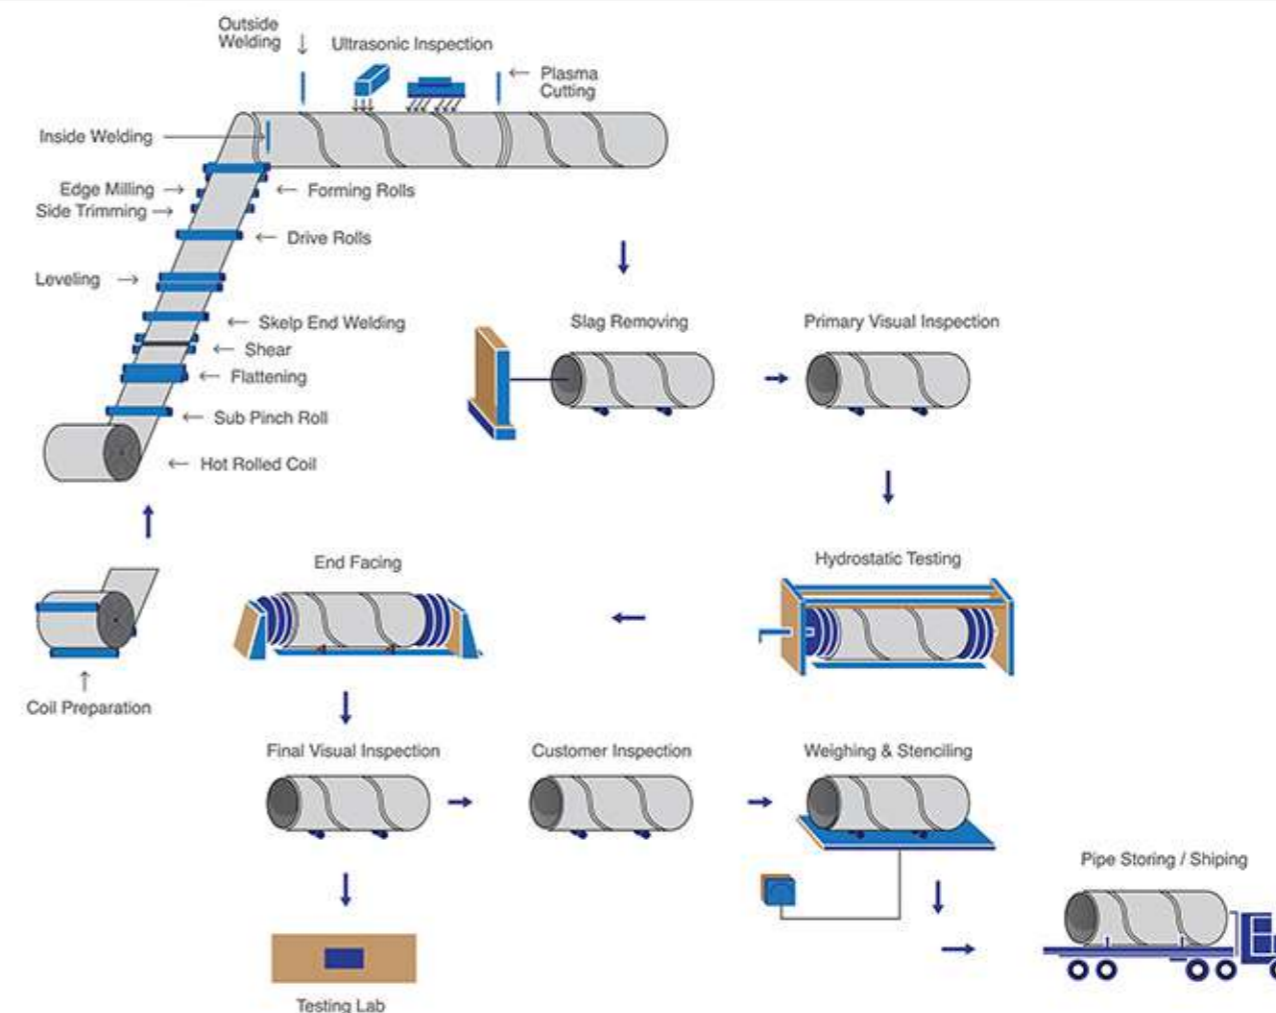 Outside
Welding
Ultrasonic Inspection
Plasma
Cutting
Inside Welding
Edge Milling
Forming Rolls
Side Trimming
Drive Rolls
Leveling
Skelp End Welding
Shear
Flattening
Sub Pinch Roll
Hot Rolled Coil
Slag Removing
Primary Visual Inspection
End Facing
Hydrostatic Testing
Coil Preparation
Final Visual Inspection
Customer Inspection
Weighing & Stenciling
Pipe Storing / Shiping
Testing Lab